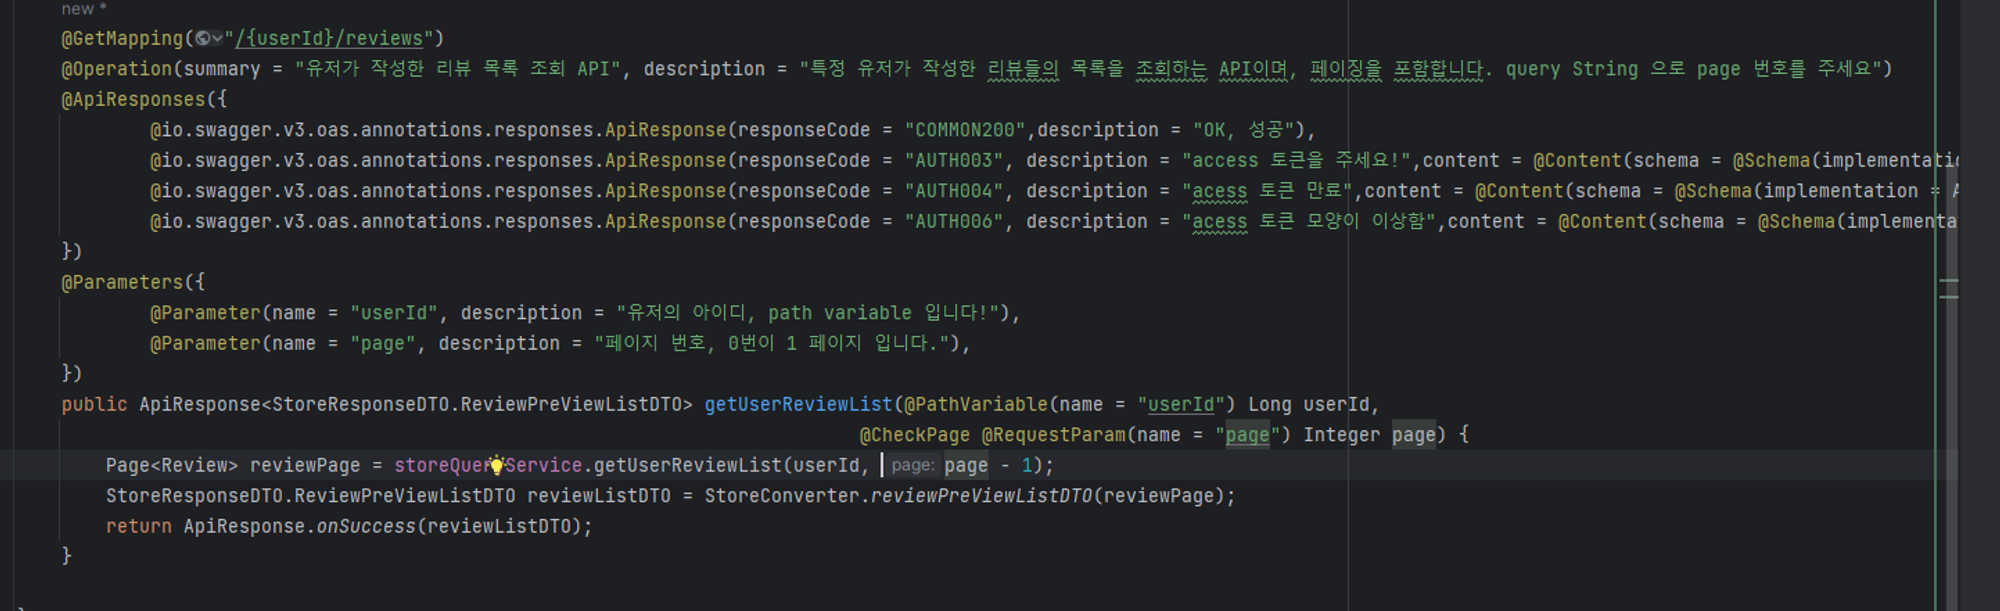 new *
@GetMapping("/{userId}/reviews")
@Operation(summary = "유저가 작성한 리뷰 목록 조회 API", description = "특정 유저가 작성한 리뷰들의 목록을 조회하는 API이며, 페이징을 포함합니다. query String 으로 page 번호를 주세요")
@ApiResponses({
@io.swagger.v3.oas.annotations.responses.ApiResponse(responseCode = "COMMON200",description = "OK, 성공"),
@io.swagger.v3.oas.annotations.responses.ApiResponse(responseCode = "AUTH003", description = "access 토큰을 주세요!",content = @Content(schema = @Schema(implementatio
@io.swagger.v3.oas.annotations.responses.ApiResponse(responseCode = "AUTH004", description = "acess 토큰 만료",content = @Content(schema = @Schema(implementation = A
@io.swagger.v3.oas.annotations.responses.ApiResponse(responseCode = "AUTH006", description = "acess 토큰 모양이 이상함",content = @Content(schema = @Schema(implementa
})
@Parameters({
@Parameter(name = "userId", description = "유저의 아이디, path variable 입니다!"),
@Parameter(name = "page", description = "페이지 번호, 0번이 1 페이지 입니다."),
})
public ApiResponse<StoreResponseDTO.ReviewPreViewListDTO> getUserReviewList(@PathVariable(name = "userId") Long userId,
@CheckPage @RequestParam(name = "page") Integer page) {
Page<Review> reviewPage = storeQueryService.getUserReviewList(userId, page: page - 1);
StoreResponseDTO.ReviewPreViewListDTO reviewListDTO = StoreConverter.reviewPreViewListDTO(reviewPage);
return ApiResponse.onSuccess(reviewListDTO);
}